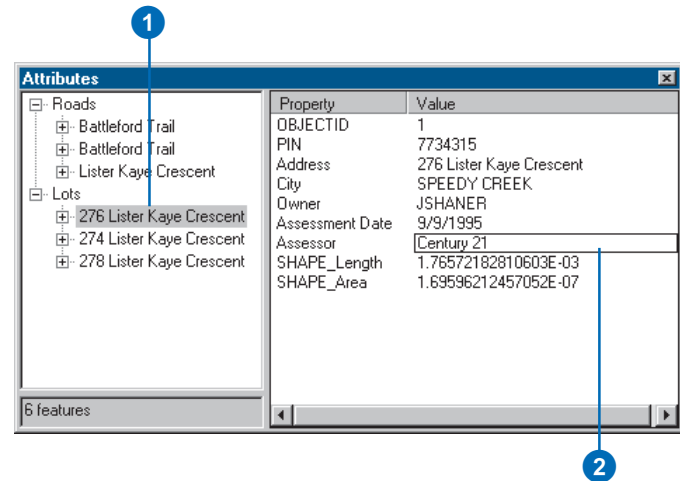 1
Attributes
Roads
Battleford Trail
Battleford Trail
Lister Kaye Crescent
Lots
276 Lister Kaye Crescent
274 Lister Kaye Crescent
278 Lister Kaye Crescent
6 features
Property Value
OBJECTID 1
PIN 7734315
Address 276 Lister Kaye Crescent
City SPEEDY CREEK
Owner JSHANER
Assessment Date 9/9/1995
Assessor Century 21
SHAPE_Length 1.76572182810603E-03
SHAPE_Area 1.69596212457052E-07
2